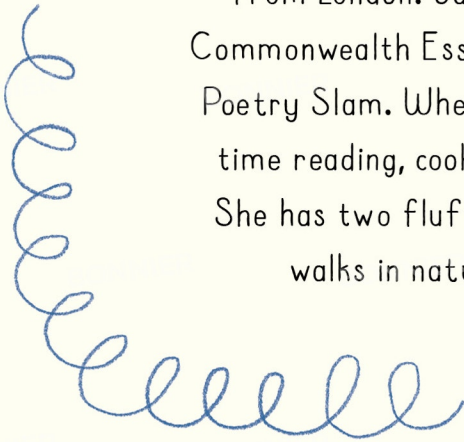 Commonwealth Ess
Poetry Slam. Whe
time reading, cook
She has two fluf
walks in natu